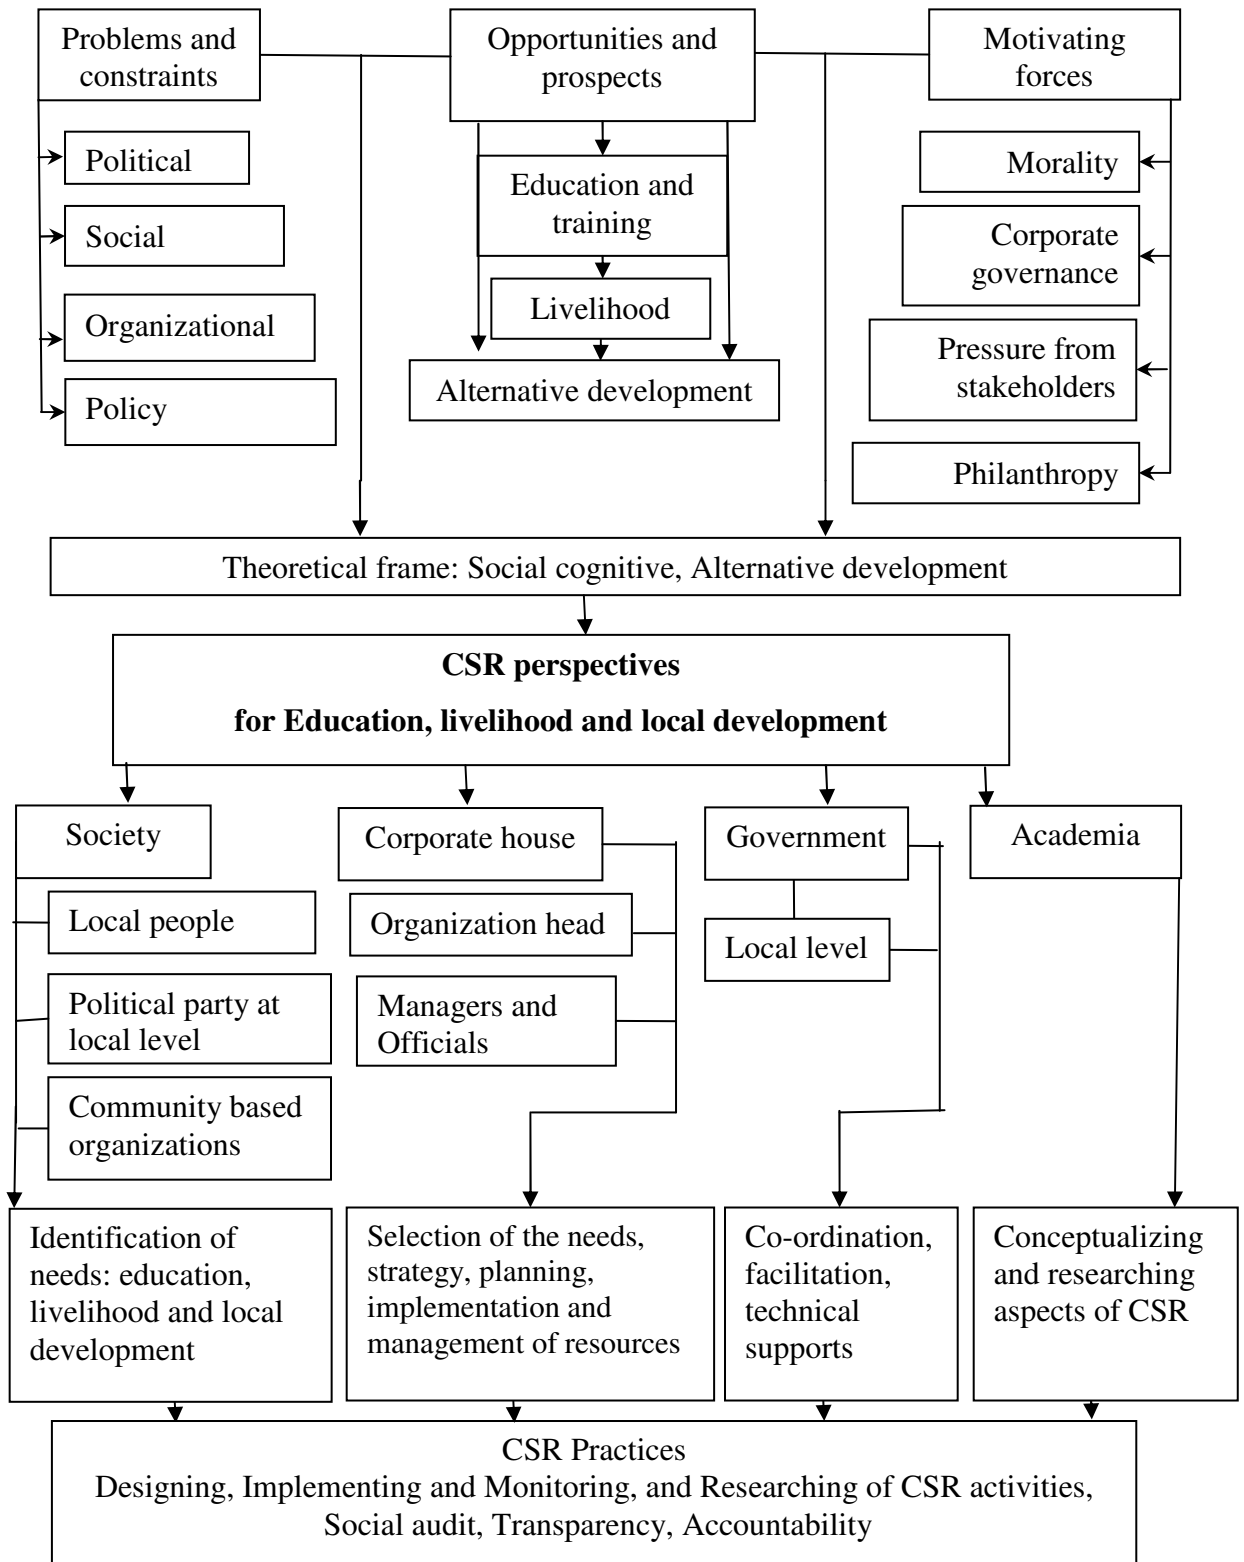 Problems and
constraints
Opportunities and
prospects
Motivating
forces
Political
Social
Organizational
Policy
Education and
training
Livelihood
Alternative development
Morality
Corporate
governance
Pressure from
stakeholders
Philanthropy
Theoretical frame: Social cognitive, Alternative development
CSR perspectives
for Education, livelihood and local development
Society
Local people
Political party at
local level
Community based
organizations
Corporate house
Organization head
Managers and
Officials
Government
Local level
Academia
Identification of
needs: education,
livelihood and local
development
Selection of the needs,
strategy, planning,
implementation and
management of resources
Co-ordination,
facilitation,
technical
supports
Conceptualizing
and researching
aspects of CSR
CSR Practices
Designing, Implementing and Monitoring, and Researching of CSR activities,
Social audit, Transparency, Accountability